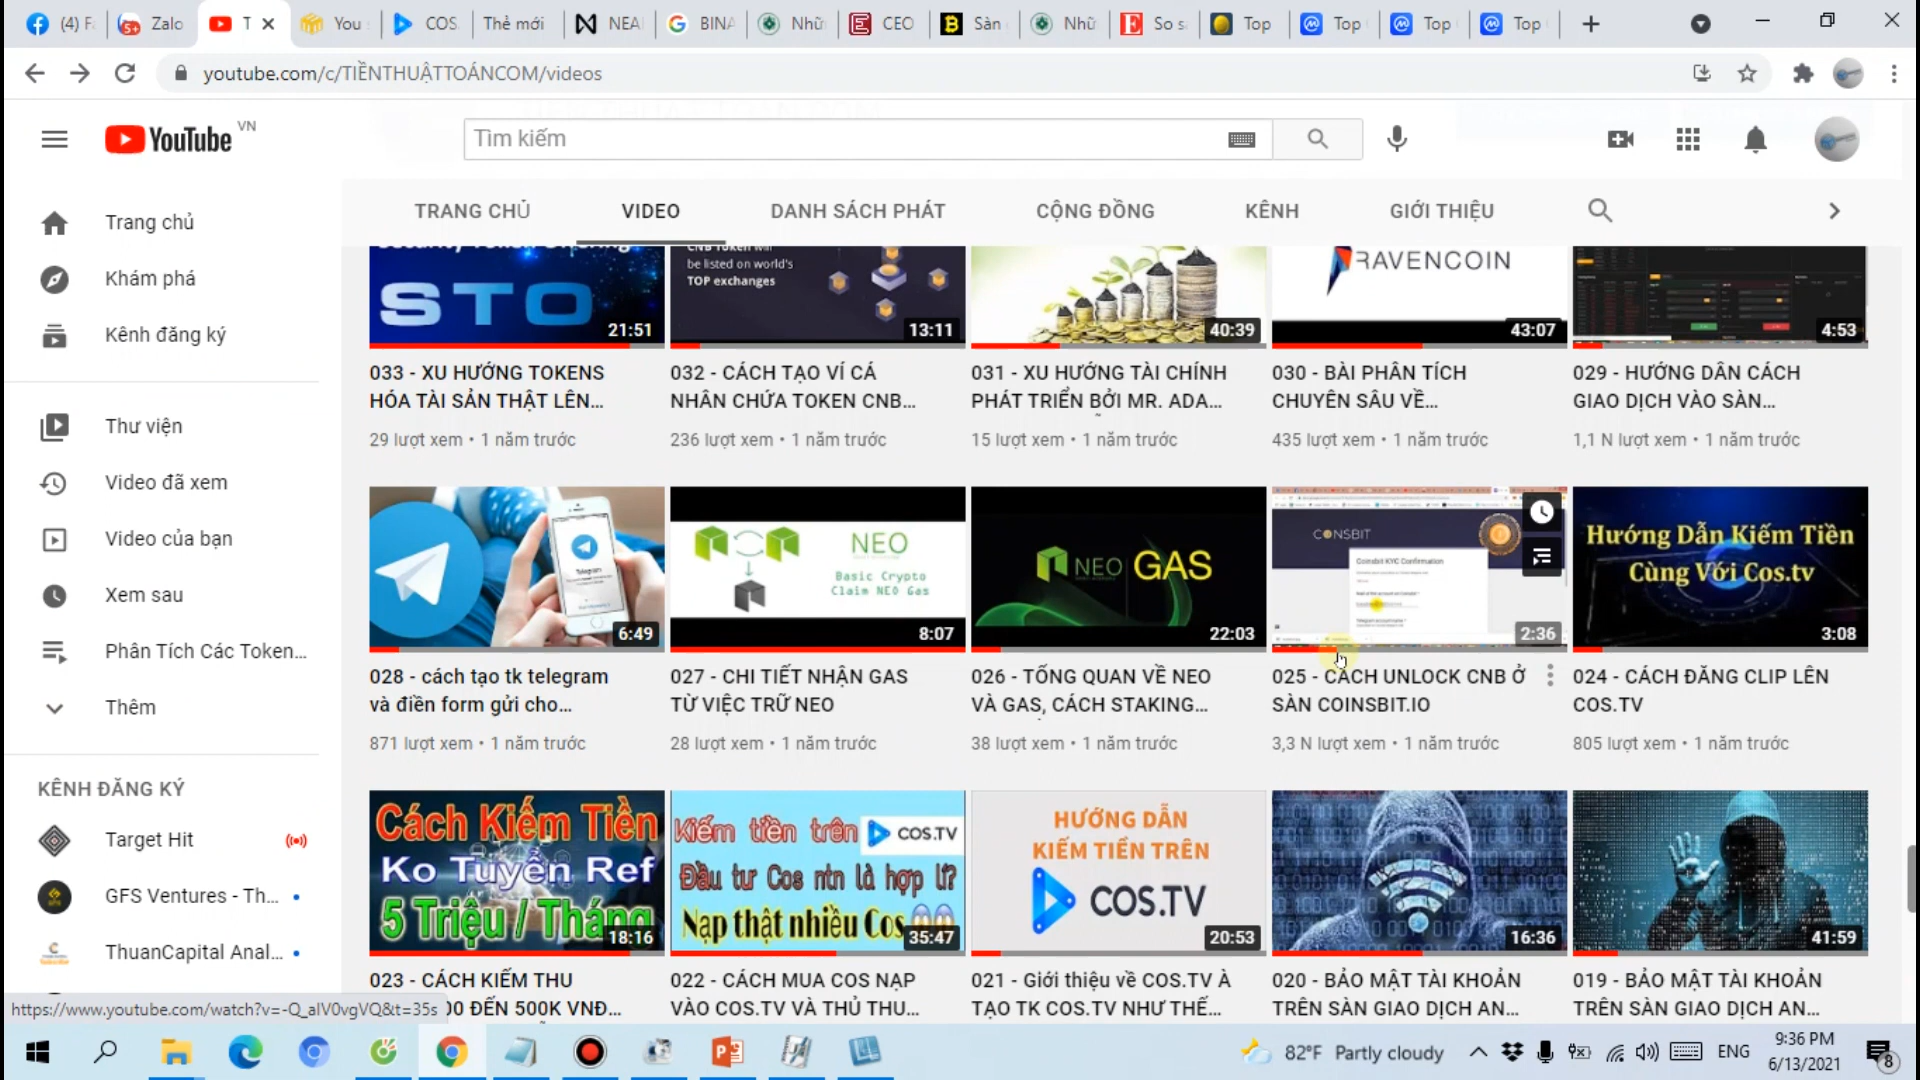 (4) F
Zalo
T
You
COS
Thẻ mới
NEA
BINA
Nhữ
CEO
Sàn
Nhữ
So s
Top
Top
Top
Top
youtube.com/c/TIỀNTHUẬTTOÁNCOM/videos
YouTube VN
Tìm kiếm
TRANG CHỦ
VIDEO
DANH SÁCH PHÁT
CỘNG ĐỒNG
KÊNH
GIỚI THIỆU
Trang chủ
Khám phá
Kênh đăng ký
Thư viện
Video đã xem
Video của bạn
Xem sau
Phân Tích Các Token...
Thêm
KÊNH ĐĂNG KÝ
Target Hit
GFS Ventures - Th...
ThuanCapital Anal...
STO
21:51
CNB Token will
be listed on world's
TOP exchanges
13:11
40:39
RAVENCOIN
43:07
4:53
033 - XU HƯỚNG TOKENS
HÓA TÀI SẢN THẬT LÊN...
29 lượt xem • 1 năm trước
032 - CÁCH TẠO VÍ CÁ
NHÂN CHỨA TOKEN CNB...
236 lượt xem • 1 năm trước
031 - XU HƯỚNG TÀI CHÍNH
PHÁT TRIỂN BỞI MR. ADA...
15 lượt xem • 1 năm trước
030 - BÀI PHÂN TÍCH
CHUYÊN SÂU VỀ...
435 lượt xem • 1 năm trước
029 - HƯỚNG DẪN CÁCH
GIAO DỊCH VÀO SÀN...
1,1 N lượt xem • 1 năm trước
Telegram
6:49
NEO
Basic Crypto
Claim NEO Gas
8:07
NEO GAS
22:03
COINSBIT
Coinsbit KYC Confirmation
2:36
Hướng Dẫn Kiếm Tiền
Cùng Với Cos.tv
3:08
028 - cách tạo tk telegram
và điền form gửi cho...
871 lượt xem • 1 năm trước
027 - CHI TIẾT NHẬN GAS
TỪ VIỆC TRỮ NEO
28 lượt xem • 1 năm trước
026 - TỔNG QUAN VỀ NEO
VÀ GAS, CÁCH STAKING...
38 lượt xem • 1 năm trước
025 - CÁCH UNLOCK CNB Ở
SÀN COINSBIT.IO
3,3 N lượt xem • 1 năm trước
024 - CÁCH ĐĂNG CLIP LÊN
COS.TV
805 lượt xem • 1 năm trước
Cách Kiếm Tiền
Ko Tuyển Ref
5 Triệu / Tháng
18:16
Kiếm tiền trên COS.TV
Đầu tư Cos ntn là hợp lí?
Nạp thật nhiều Cos
35:47
HƯỚNG DẪN
KIẾM TIỀN TRÊN
COS.TV
20:53
16:36
41:59
023 - CÁCH KIẾM THU
00 ĐẾN 500K VNĐ...
022 - CÁCH MUA COS NẠP
VÀO COS.TV VÀ THỦ THU...
021 - Giới thiệu về COS.TV À
TẠO TK COS.TV NHƯ THẾ...
020 - BẢO MẬT TÀI KHOẢN
TRÊN SÀN GIAO DỊCH AN...
019 - BẢO MẬT TÀI KHOẢN
TRÊN SÀN GIAO DỊCH AN...
https://www.youtube.com/watch?v=-Q_aIV0vgVQ&t=35s
82°F Partly cloudy
ENG
9:36 PM
6/13/2021
8